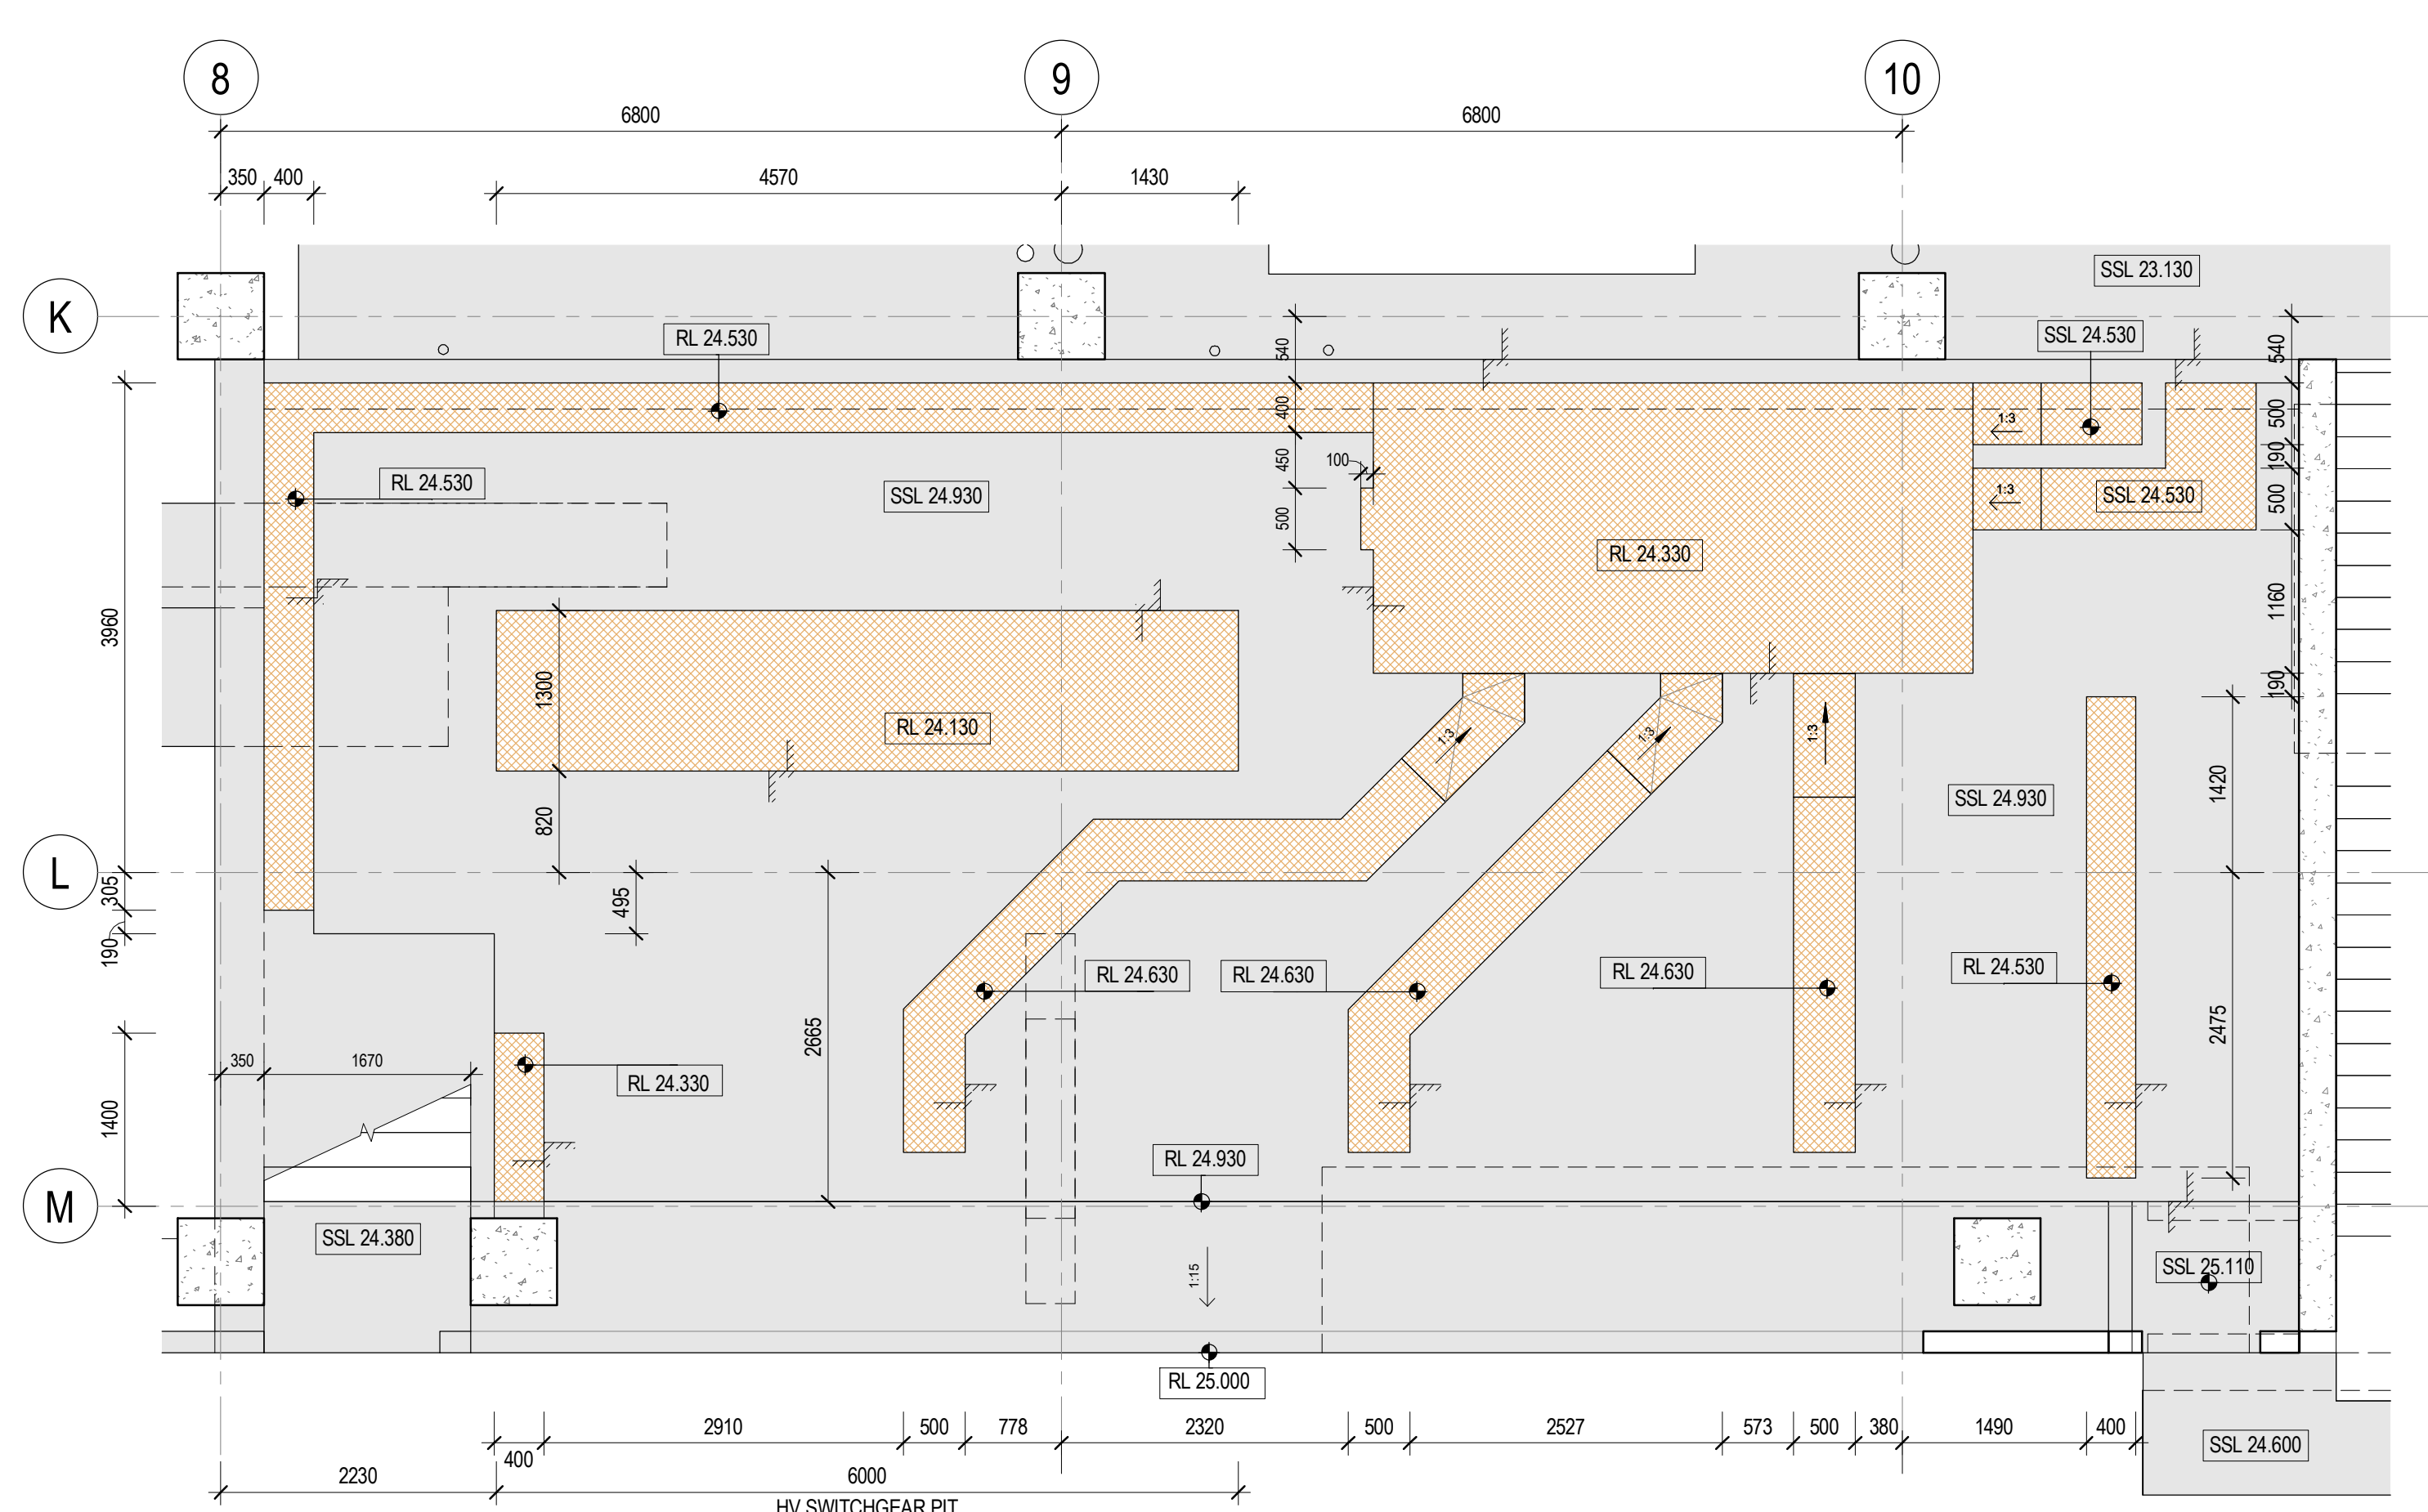 8
9
10
6800
6800
350
400
4570
1430
K
SSL 23.130
RL 24.530
540
SSL 24.530
540
400
1:3
500
450
100
190
RL 24.530
SSL 24.930
1:3
SSL 24.530
500
500
RL 24.330
3960
1160
1300
190
RL 24.130
1:3
1:3
1:3
1420
820
SSL 24.930
L
305
495
190
RL 24.630
RL 24.630
RL 24.630
RL 24.530
2665
2475
350
1670
RL 24.330
1400
RL 24.930
M
SSL 24.380
1:15
SSL 25.110
RL 25.000
2910
500
778
2320
500
2527
573
500
380
1490
400
400
SSL 24.600
2230
6000
HV SWITCHGEAR PIT